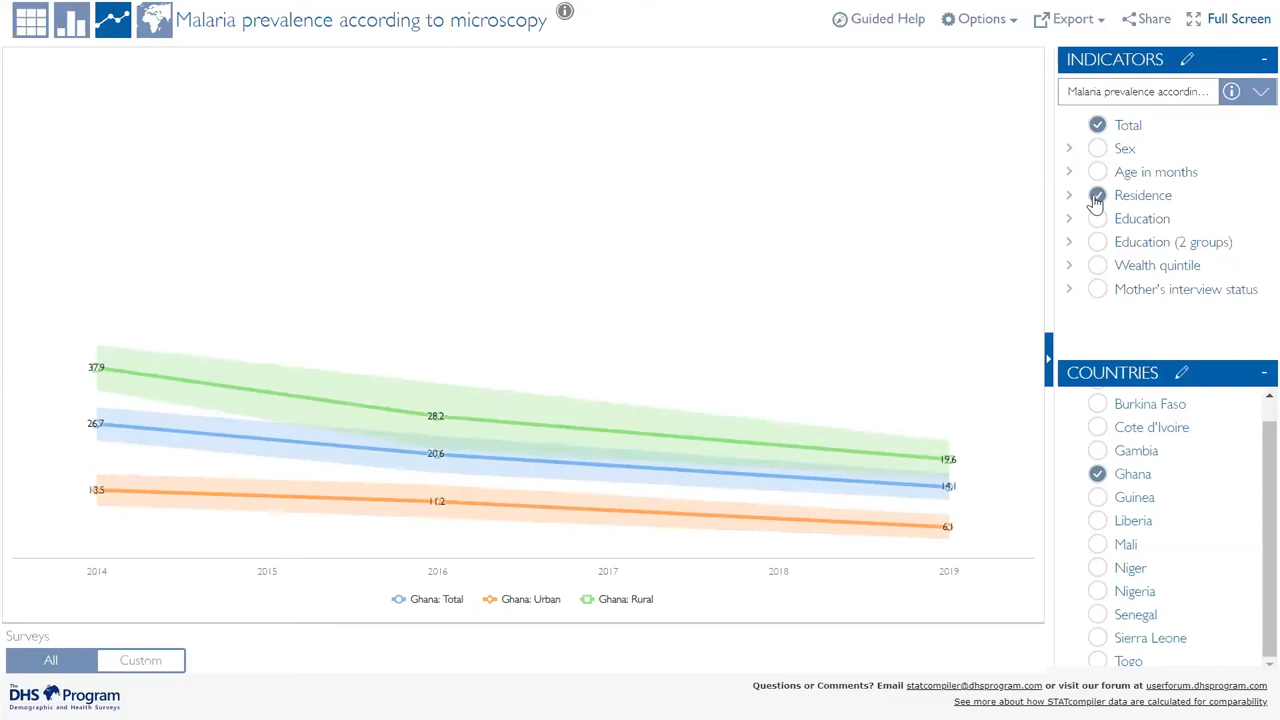 Malaria prevalence according to microscopy
Guided Help
Options
Export
Share
Full Screen
INDICATORS
-
Malaria prevalence accordin...
Total
Sex
Age in months
Residence
Education
Education (2 groups)
Wealth quintile
Mother's interview status
COUNTRIES
-
Burkina Faso
Cote d'Ivoire
Gambia
Ghana
Guinea
Liberia
Mali
Niger
Nigeria
Senegal
Sierra Leone
Togo
37.9
28.2
19.6
26.7
20.6
14.1
13.5
11.2
6.1
2014 2015 2016 2017 2018 2019
Ghana: Total Ghana: Urban Ghana: Rural
Surveys
All Custom
The DHS Program
Demographic and Health Surveys
Questions or Comments? Email statcompiler@dhsprogram.com or visit our forum at userforum.dhsprogram.com
See more about how STATcompiler data are calculated for comparability